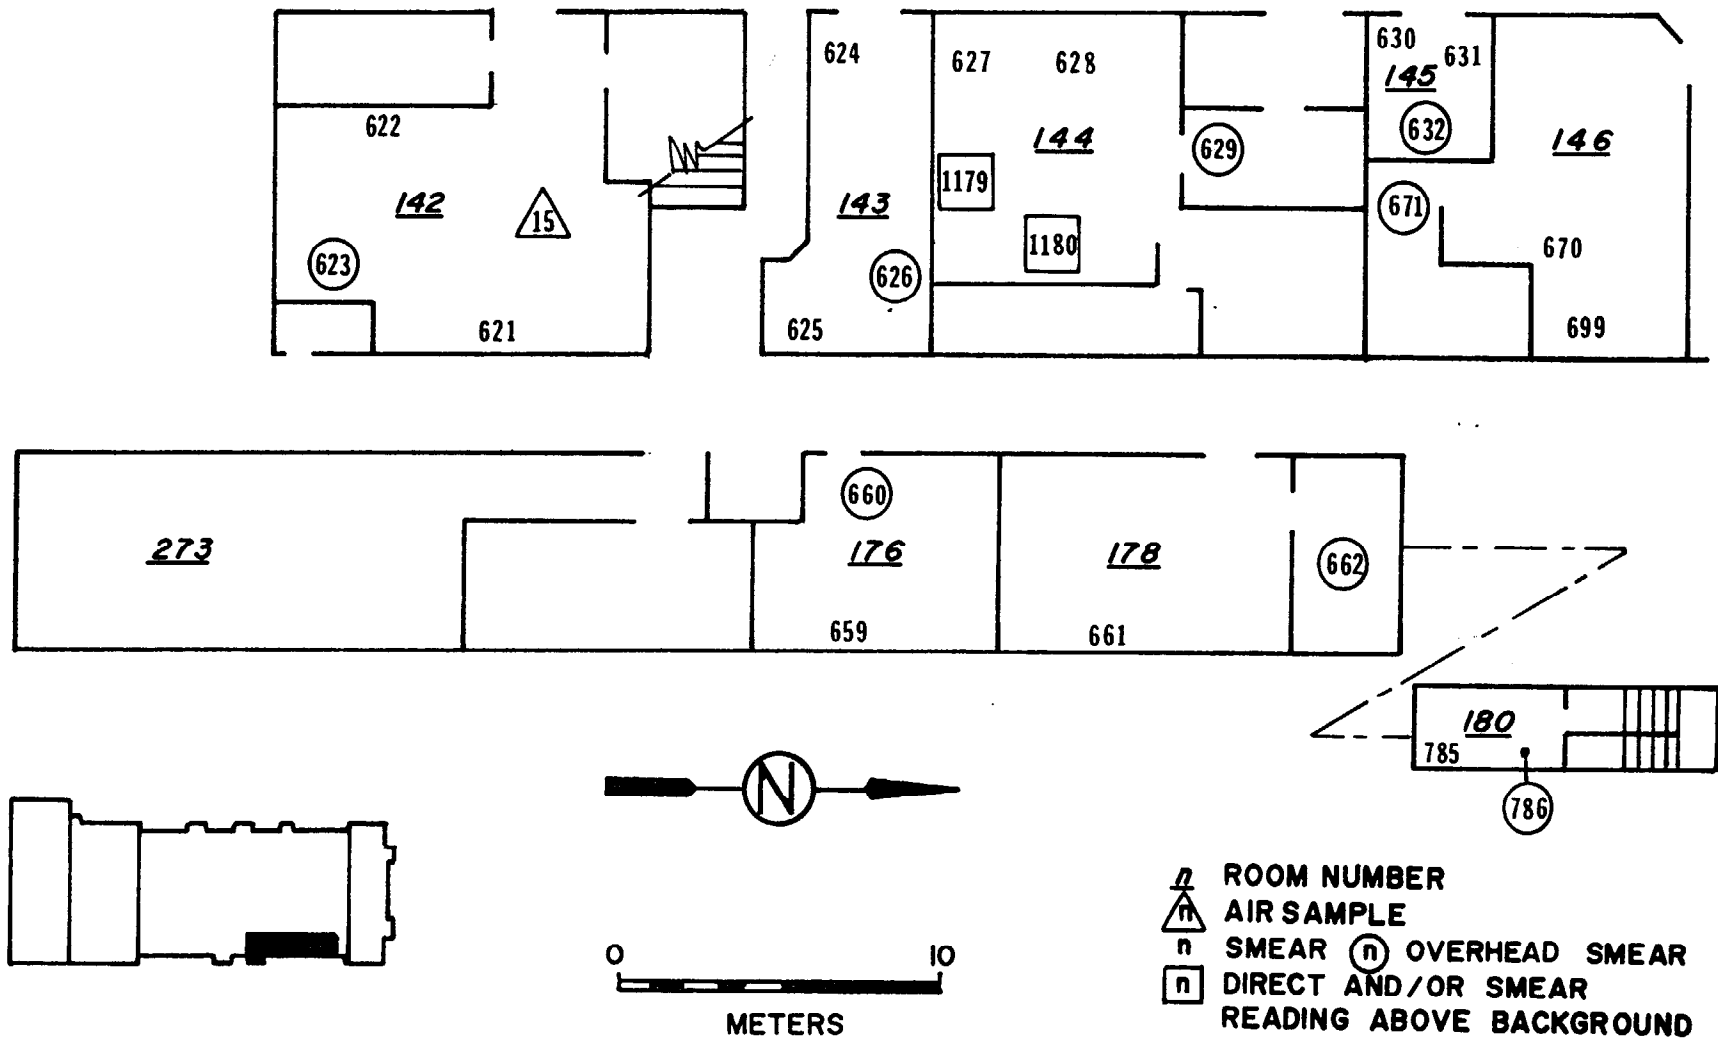 624 627 628 630 631
145
622 632
144 629 146
1179
142 15 143 671
1180 670
623 626
621 625 699
660
273 176 178 662
659 661
180
785
N
786
n ROOM NUMBER
n AIR SAMPLE
n SMEAR n OVERHEAD SMEAR
n DIRECT AND/OR SMEAR
READING ABOVE BACKGROUND
0 10
METERS